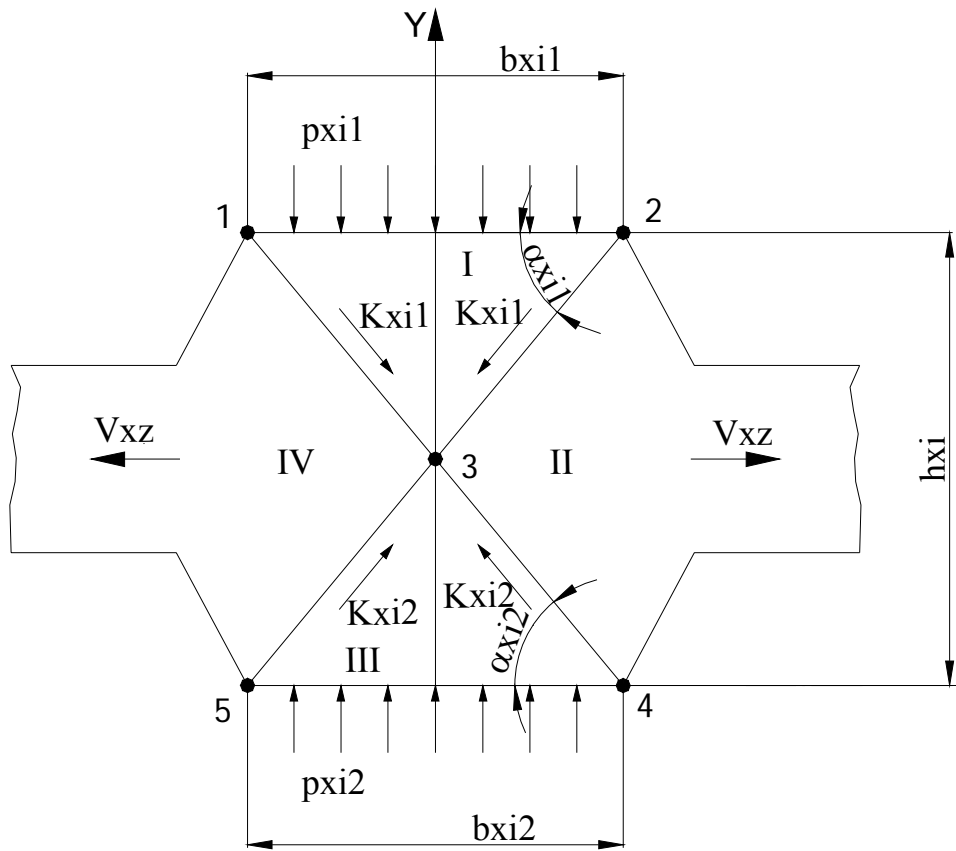 Y
bxi1
pxi1
1
2
I
αxi1
Kxi1
Kxi1
Vxz
IV
3
II
Vxz
hxi
Kxi2
Kxi2
αxi2
III
5
4
pxi2
bxi2